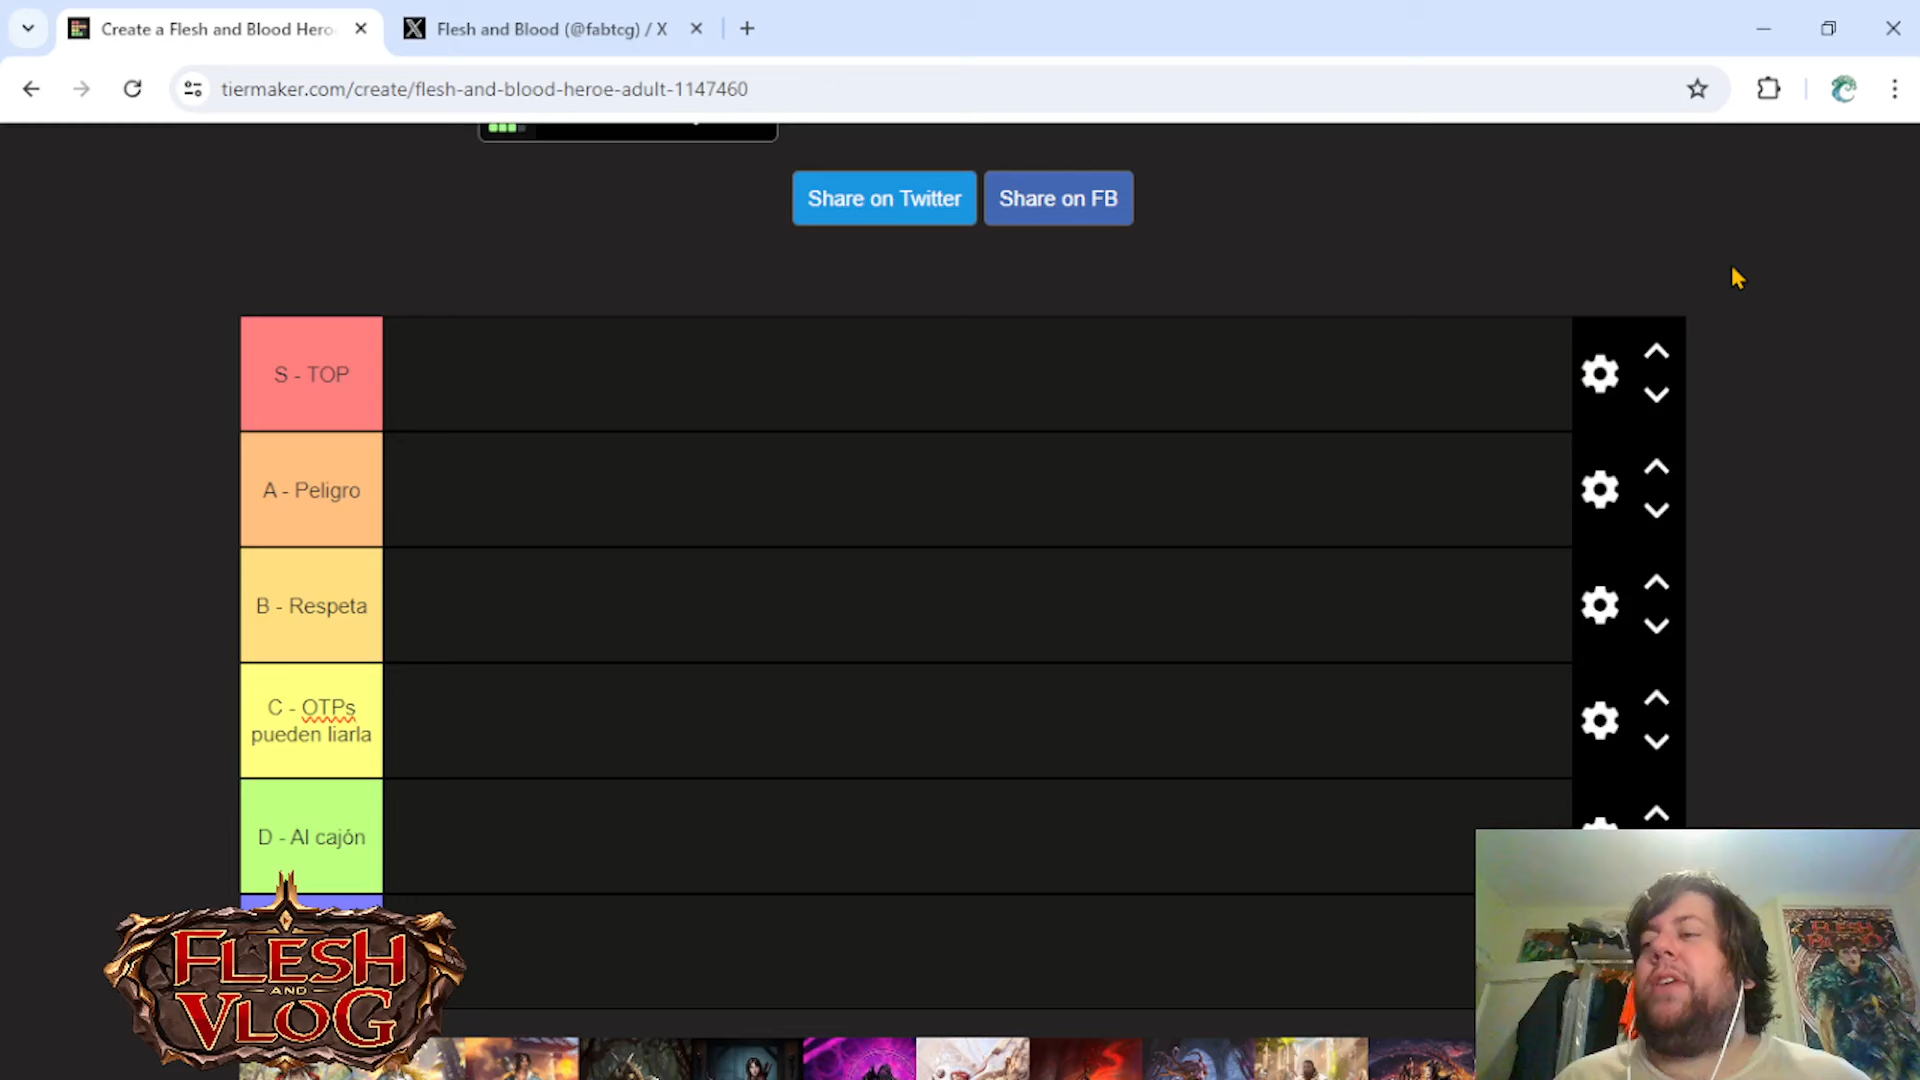 Create a Flesh and Blood Hero
Flesh and Blood (@fabtcg) / X
tiermaker.com/create/flesh-and-blood-heroe-adult-1147460
Share on Twitter
Share on FB
S - TOP
A - Peligro
B - Respeta
C - OTPs
pueden liarla
D - Al cajón
FLESH
AND
VLOG
FLESH